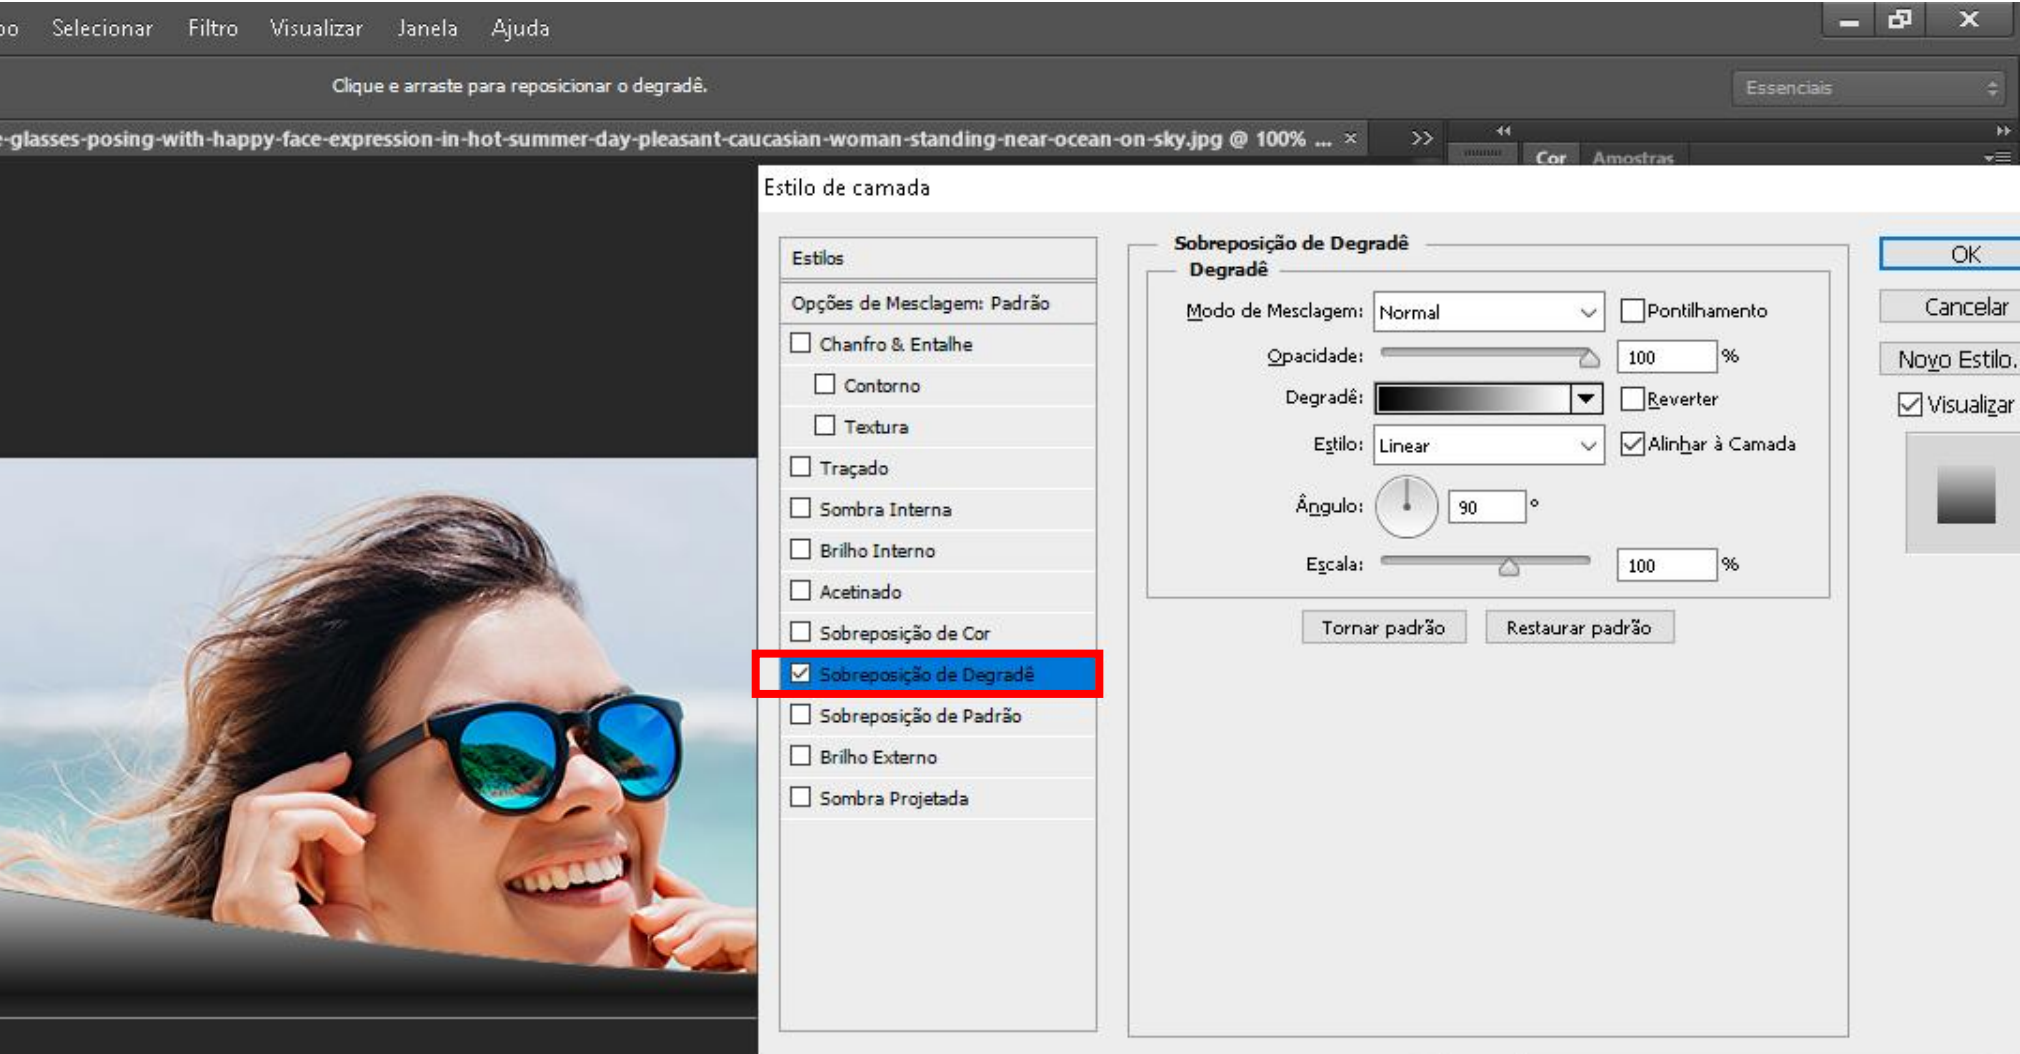 po Selecionar Filtro Visualizar Janela Ajuda
Clique e arraste para reposicionar o degradê.
Essenciais
e-glasses-posing-with-happy-face-expression-in-hot-summer-day-pleasant-caucasian-woman-standing-near-ocean-on-sky.jpg @ 100% ... ×
Cor Amostras
Estilo de camada
Estilos
Opções de Mesclagem: Padrão
Chanfro & Entalhe
Contorno
Textura
Traçado
Sombra Interna
Brilho Interno
Acetinado
Sobreposição de Cor
Sobreposição de Degradê
Sobreposição de Padrão
Brilho Externo
Sombra Projetada
Sobreposição de Degradê
Degradê
Modo de Mesclagem: Normal Pontilhamento
Opacidade: 100 %
Degradê: Reverter
Estilo: Linear Alinhar à Camada
Ângulo: 90 °
Escala: 100 %
Tornar padrão Restaurar padrão
OK
Cancelar
Novo Estilo.
Visualizar